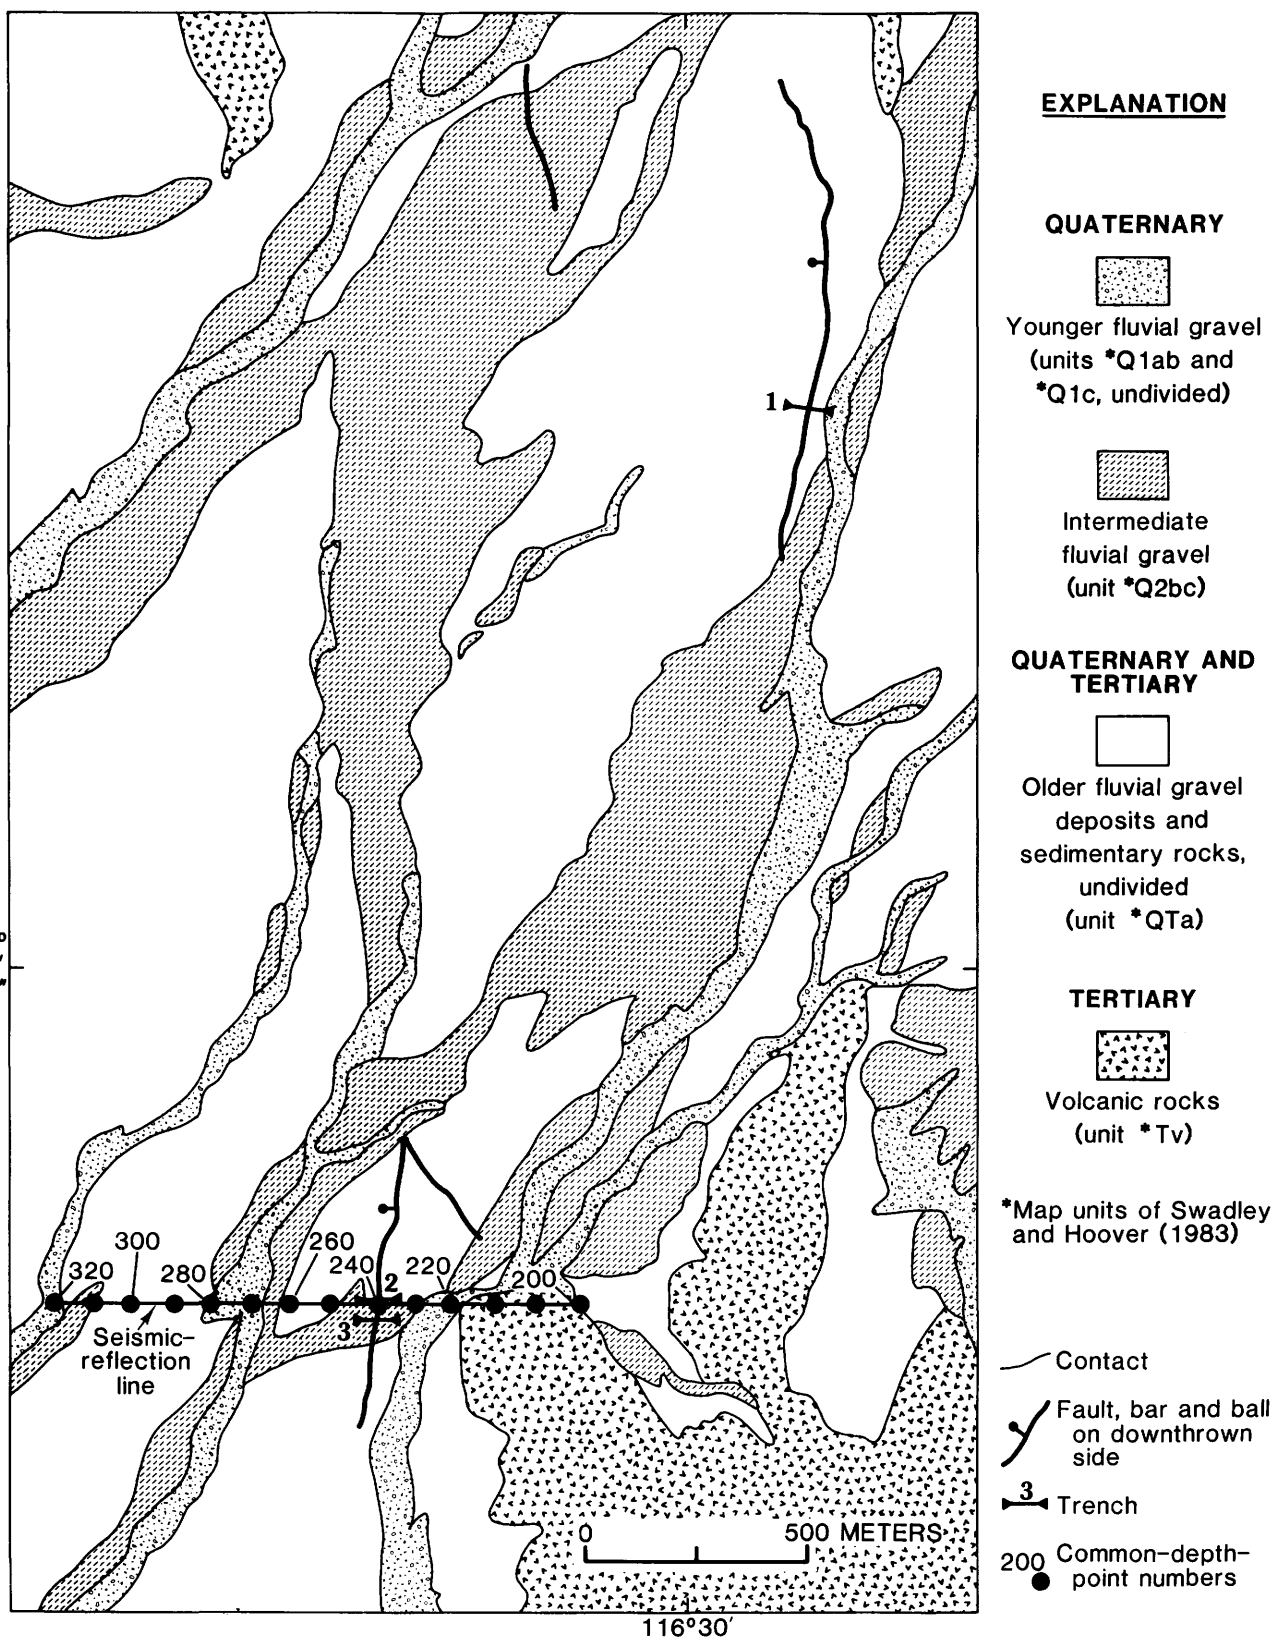 EXPLANATION
QUATERNARY
Younger fluvial gravel
(units *Q1ab and
*Q1c, undivided)
Intermediate
fluvial gravel
(unit *Q2bc)
QUATERNARY AND
TERTIARY
Older fluvial gravel
deposits and
sedimentary rocks,
undivided
(unit *QTa)
TERTIARY
Volcanic rocks
(unit *Tv)
*Map units of Swadley
and Hoover (1983)
Contact
Fault, bar and ball
on downthrown
side
3
Trench
200
Common-depth-
point numbers
1
300
320
280
260
240
2
220
200
3
Seismic-
reflection
line
0 500 METERS
116°30′